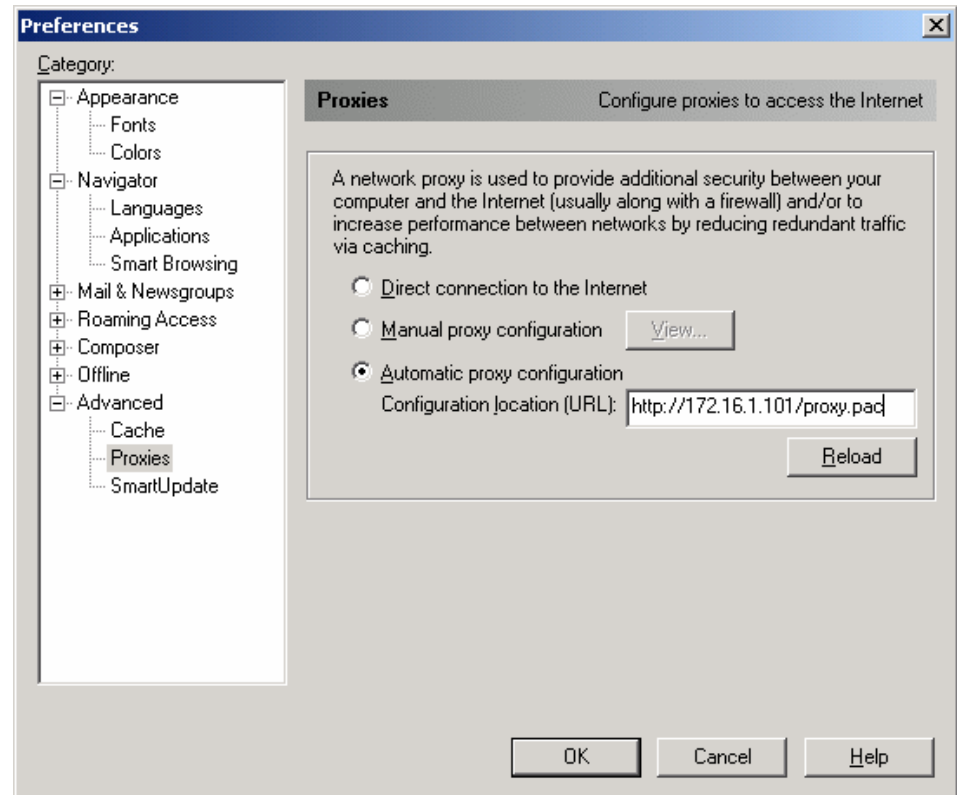 Preferences
Category:
Appearance
Fonts
Colors
Navigator
Languages
Applications
Smart Browsing
Mail & Newsgroups
Roaming Access
Composer
Offline
Advanced
Cache
Proxies
SmartUpdate
Proxies Configure proxies to access the Internet
A network proxy is used to provide additional security between your
computer and the Internet (usually along with a firewall) and/or to
increase performance between networks by reducing redundant traffic
via caching.
Direct connection to the Internet
Manual proxy configuration View...
Automatic proxy configuration
Configuration location (URL): http://172.16.1.101/proxy.pac
Reload
OK Cancel Help